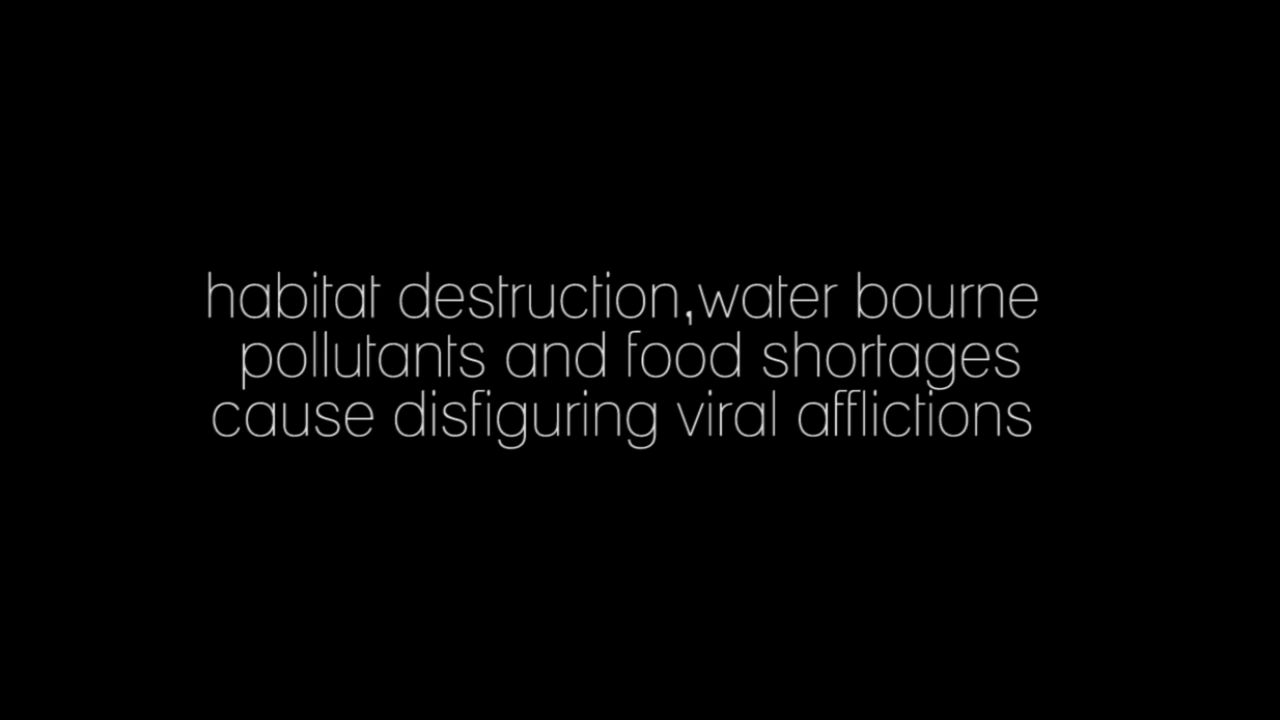 habitat destruction,water bourne
pollutants and food shortages
cause disfiguring viral afflictions